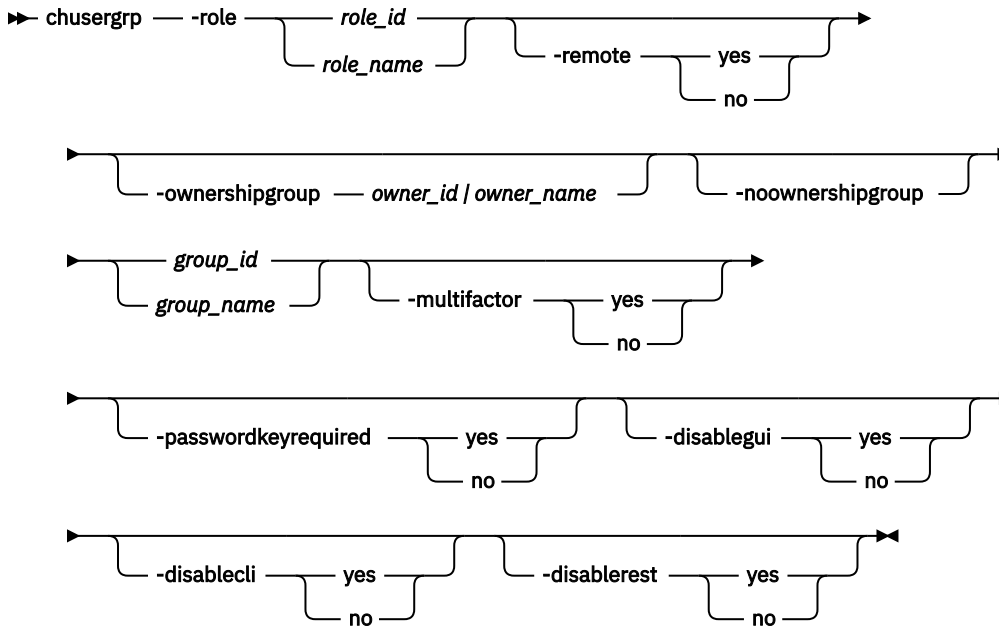 chusergrp -role role_id
role_name
-remote yes
no
-ownershipgroup owner_id / owner_name
-noownershipgroup
group_id
group_name
-multifactor yes
no
-passwordkeyrequired yes
no
-disablegui yes
no
-disablecli yes
no
-disablerest yes
no